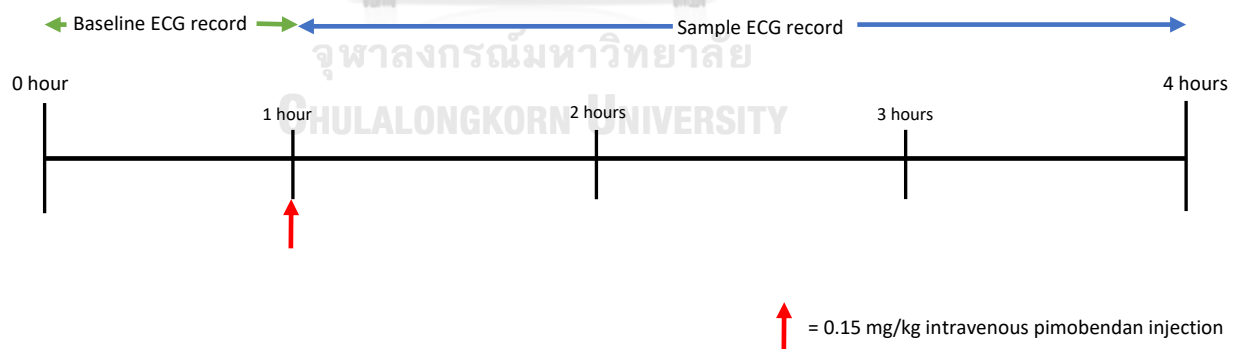 Baseline ECG record
Sample ECG record
จุฬาลงกรณ์มหาวิทยาลัย
CHULALONGKORN UNIVERSITY
0 hour
1 hour
2 hours
3 hours
4 hours
= 0.15 mg/kg intravenous pimobendan injection